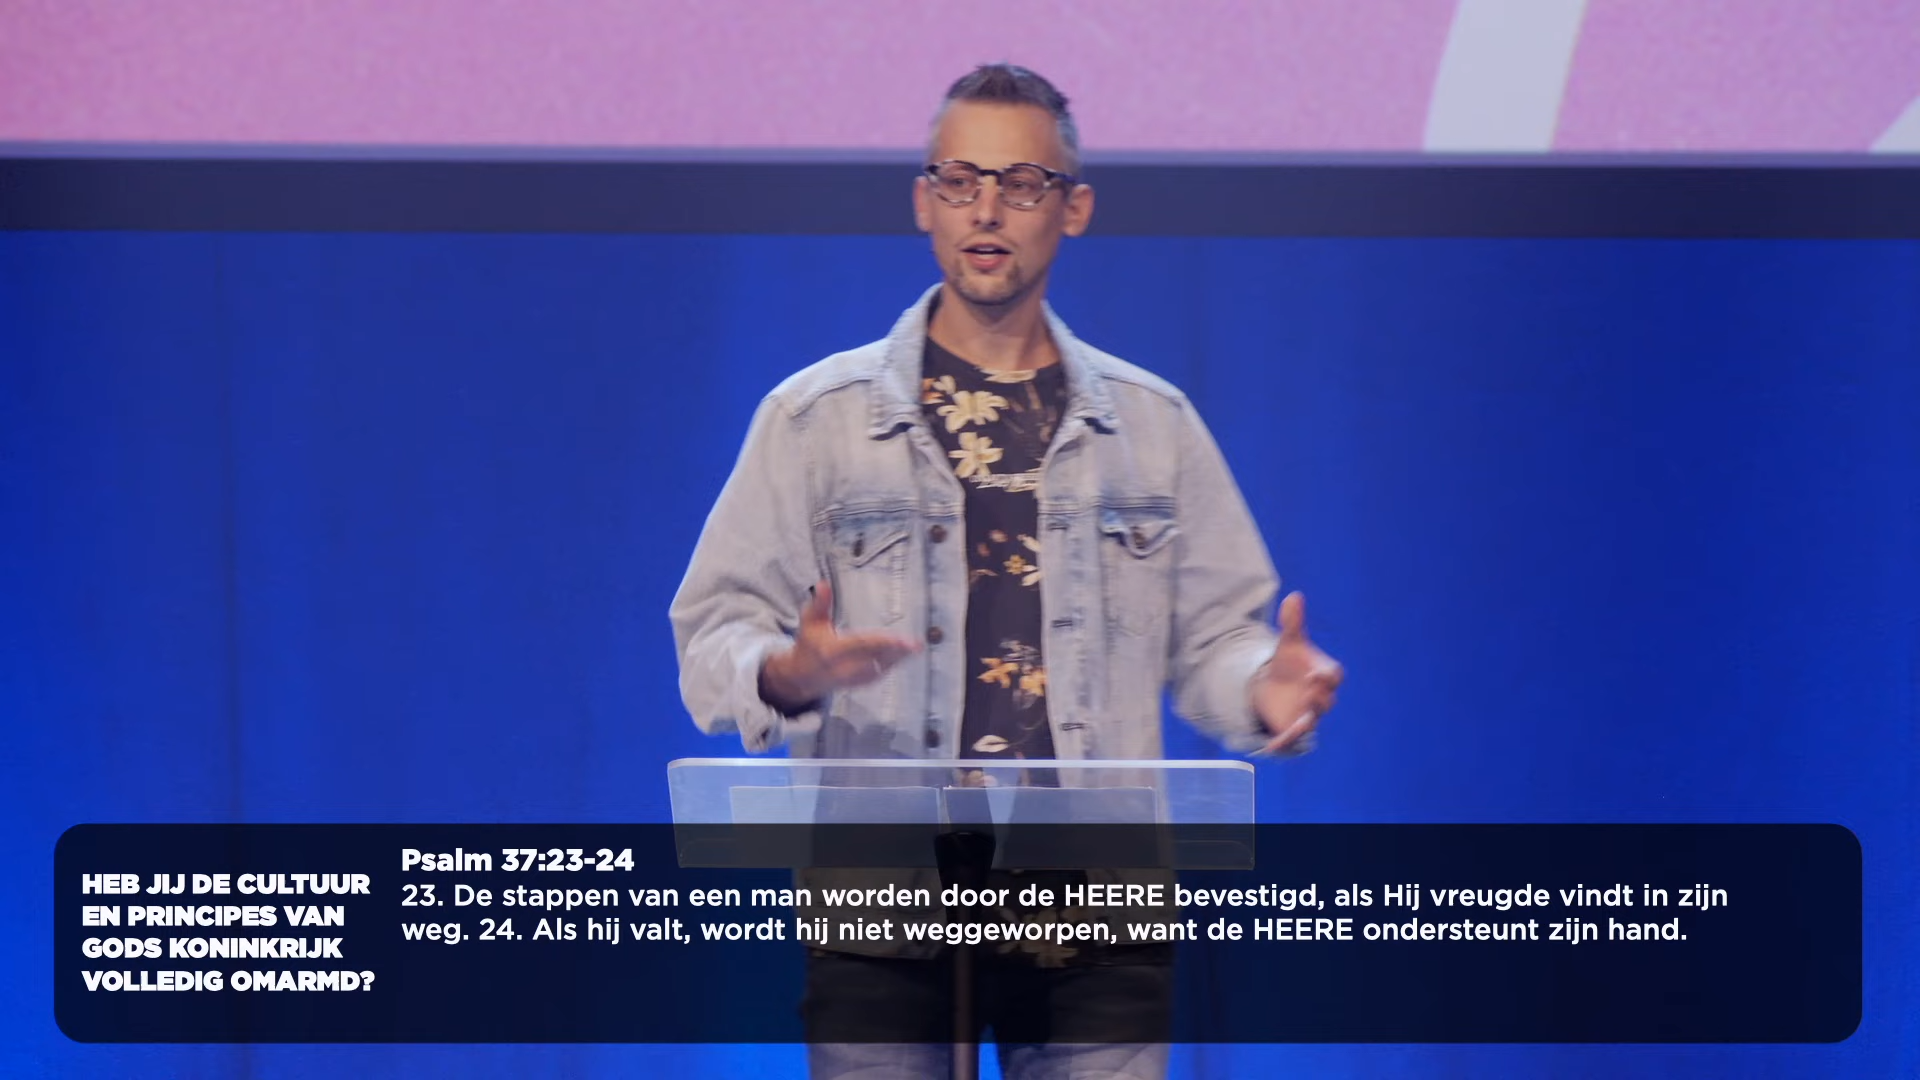 HEB JIJ DE CULTUUR
EN PRINCIPES VAN
GODS KONINKRIJK
VOLLEDIG OMARMD?
Psalm 37:23-24
23. De stappen van een man worden door de HEERE bevestigd, als Hij vreugde vindt in zijn
weg. 24. Als hij valt, wordt hij niet weggeworpen, want de HEERE ondersteunt zijn hand.